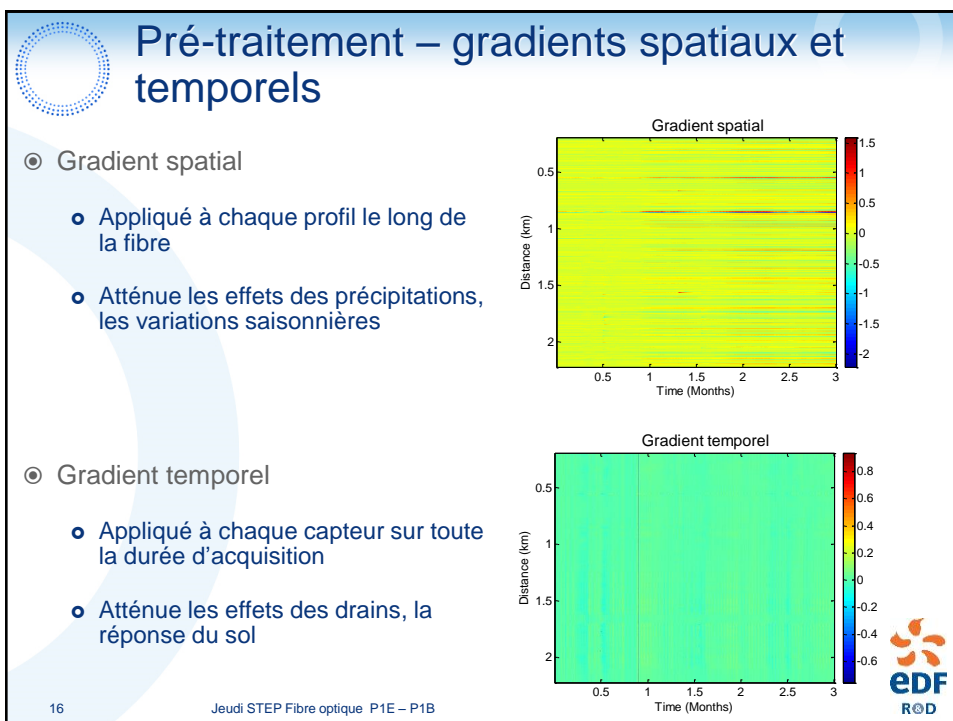 Pré-traitement – gradients spatiaux et
temporels
Gradient spatial
Appliqué à chaque profil le long de
la fibre
Atténue les effets des précipitations,
les variations saisonnières
Gradient spatial
Distance (km)
0.5
1
1.5
2
0.5 1 1.5 2 2.5 3
Time (Months)
1.5
1
0.5
0
-0.5
-1
-1.5
-2
Gradient temporel
Appliqué à chaque capteur sur toute
la durée d'acquisition
Atténue les effets des drains, la
réponse du sol
Gradient temporel
Distance (km)
0.5
1
1.5
2
0.5 1 1.5 2 2.5 3
Time (Months)
0.8
0.6
0.4
0.2
0
-0.2
-0.4
-0.6
eDF
R&D
16 Jeudi STEP Fibre optique P1E – P1B